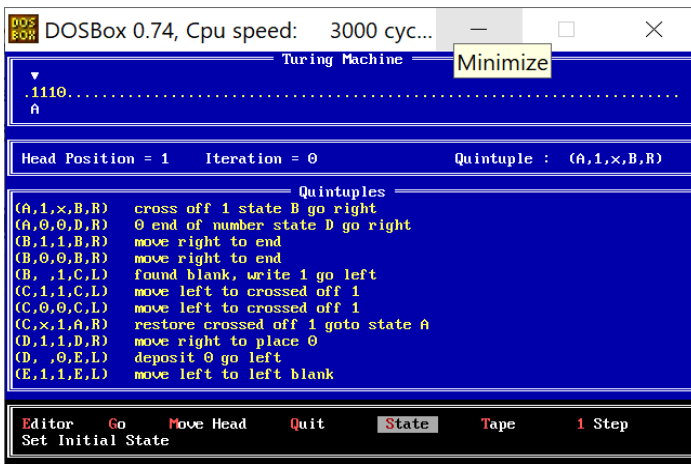 DOS BOX DOSBox 0.74, Cpu speed: 3000 cyc...
Minimize
Turing Machine
▼
.1110.......................................................................
A
Head Position = 1 Iteration = 0 Quintuple : (A,1,x,B,R)
Quintuples
(A,1,x,B,R) cross off 1 state B go right
(A,0,0,D,R) 0 end of number state D go right
(B,1,1,B,R) move right to end
(B,0,0,B,R) move right to end
(B, ,1,C,L) found blank, write 1 go left
(C,1,1,C,L) move left to crossed off 1
(C,0,0,C,L) move left to crossed off 1
(C,x,1,A,R) restore crossed off 1 goto state A
(D,1,1,D,R) move right to place 0
(D, ,0,E,L) deposit 0 go left
(E,1,1,E,L) move left to left blank
Editor Go Move Head Quit State Tape 1 Step
Set Initial State